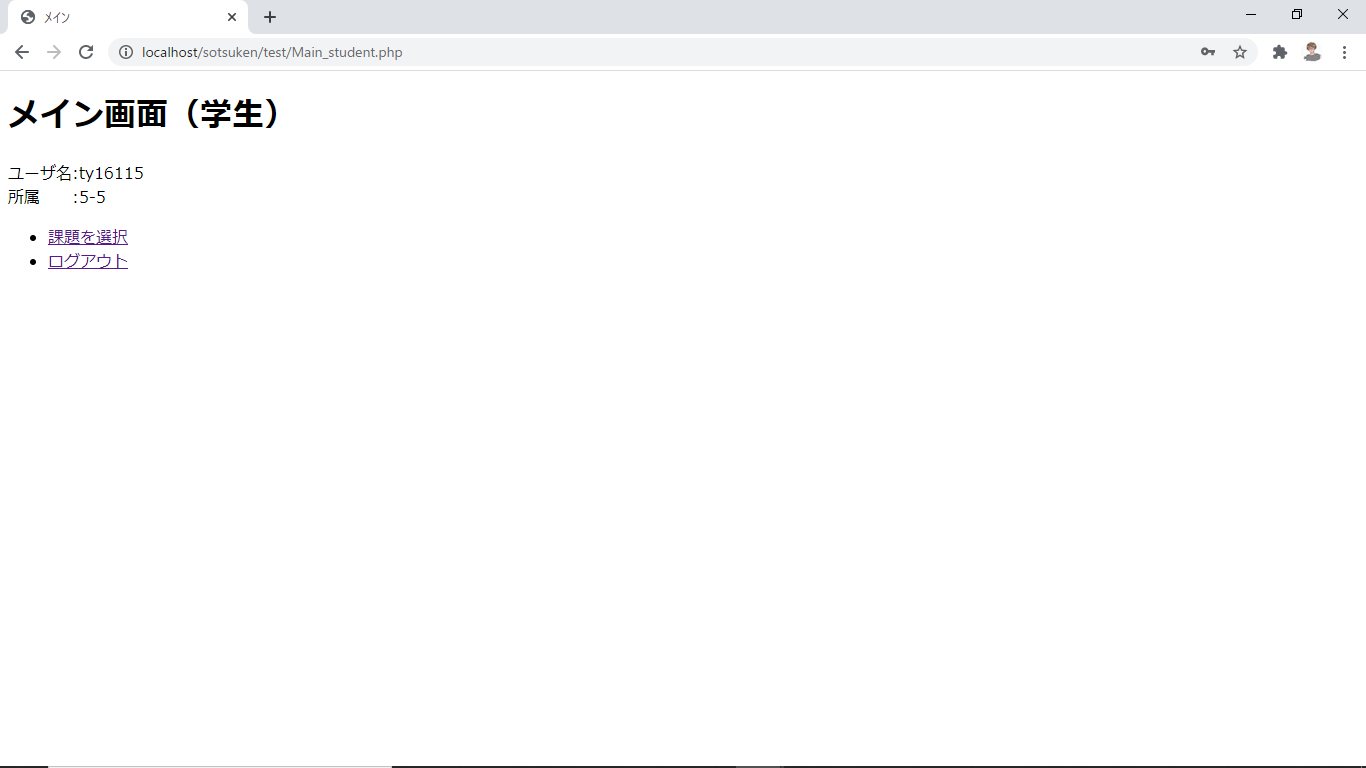 メイン
localhost/sotsuken/test/Main_student.php
メイン画面（学生）
ユーザ名:ty16115
所属　　:5-5
課題を選択
ログアウト